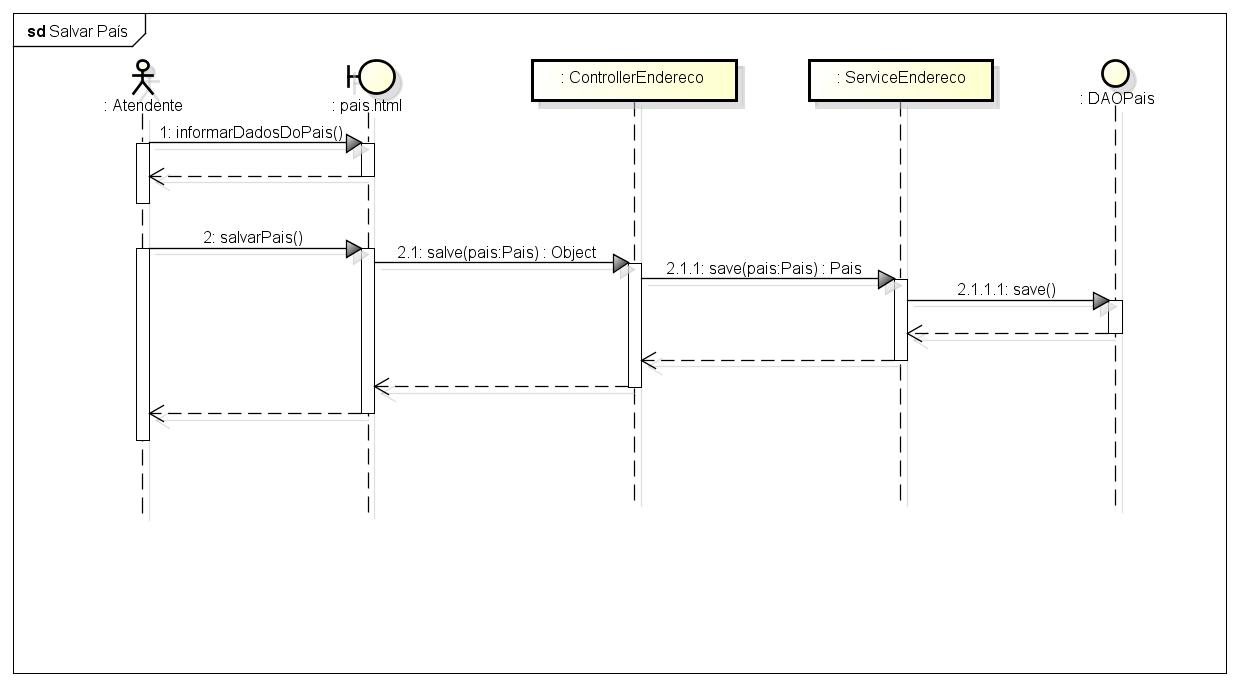 sd Salvar País
: Atendente
: pais.html
: ControllerEndereco
: ServiceEndereco
: DAOPais
1: informarDadosDoPais()
2: salvarPais()
2.1: salve(pais:Pais) : Object
2.1.1: save(pais:Pais) : Pais
2.1.1.1: save()